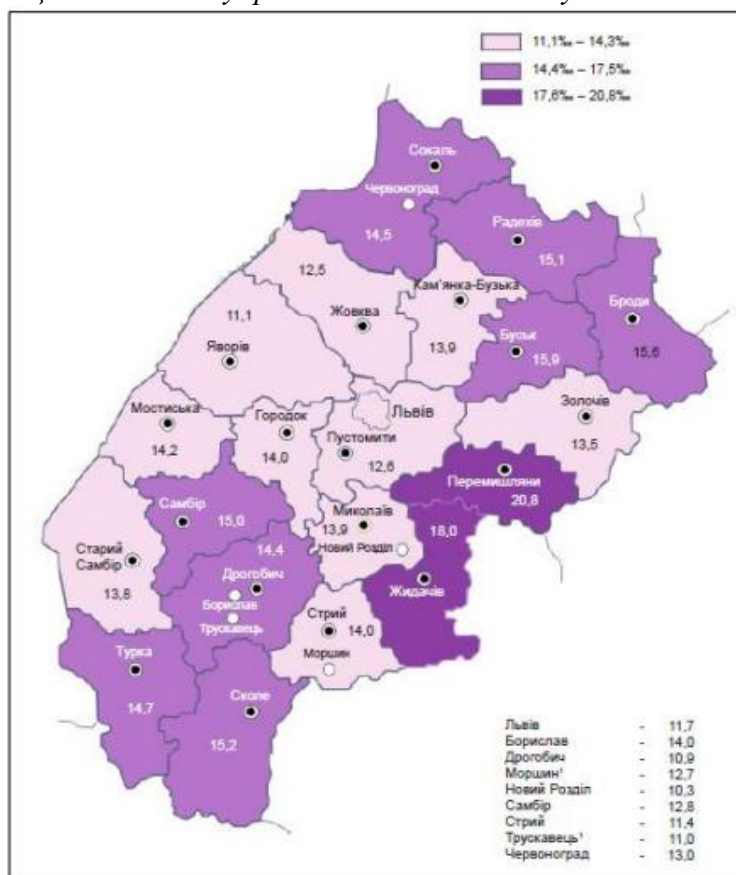 11,1‰ – 14,3‰
14,4‰ – 17,5‰
17,6‰ – 20,8‰
Сокаль
Червоноград
14,5
Радехів
15,1
12,5
Жовква
Кам’янка-Бузька
13,9
Броди
15,6
Буськ
15,9
11,1
Яворів
Мостиська
14,2
Городок
14,0
Львів
Пустомити
12,6
Золочів
13,5
Перемишляни
20,8
Самбір
15,0
Миколаїв
13,9
Новий Розділ
18,0
Жидачів
Старий
Самбір
13,8
14,4
Дрогобич
Борислав
Трускавець
Стрий
14,0
Моршин
Турка
14,7
Сколе
15,2
Львів - 11,7
Борислав - 14,0
Дрогобич - 10,9
Моршин¹ - 12,7
Новий Розділ - 10,3
Самбір - 12,8
Стрий - 11,4
Трускавець¹ - 11,0
Червоноград - 13,0